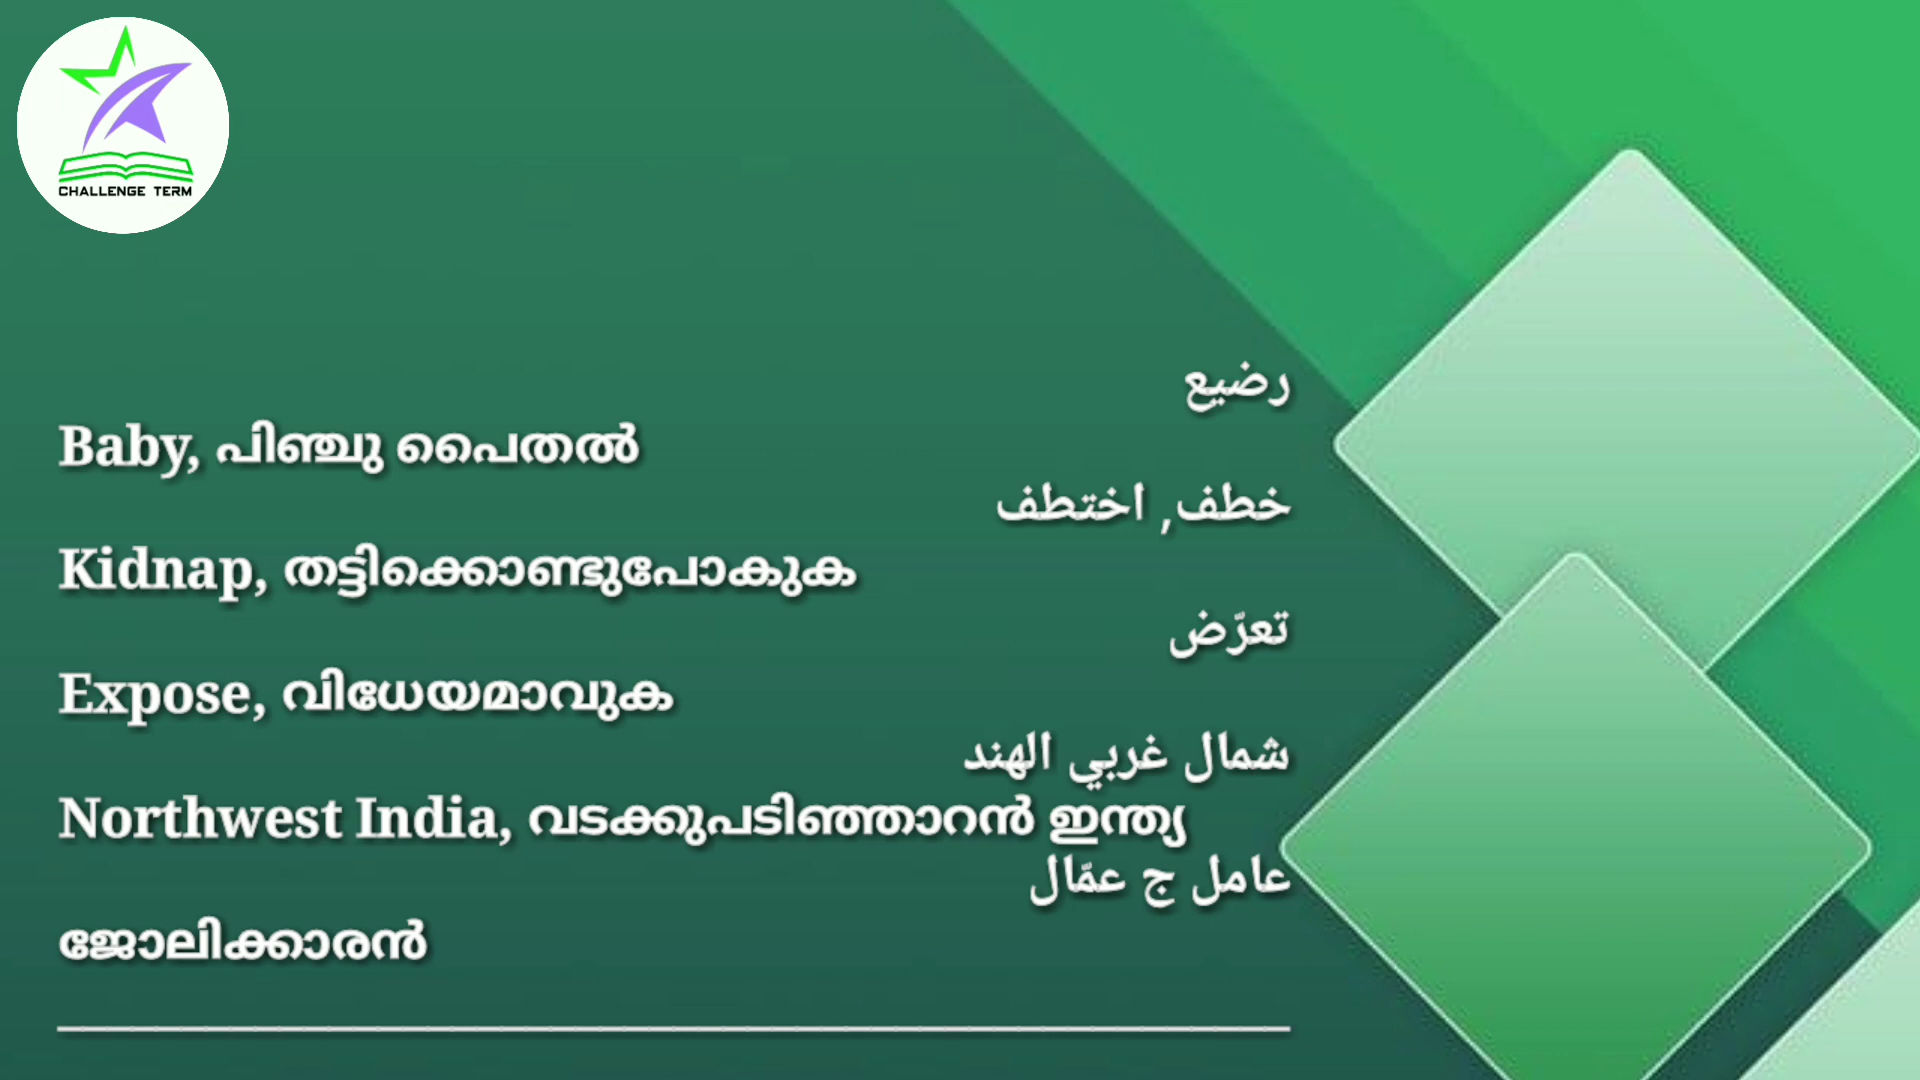 CHALLENGE TERM
رضيع
Baby, പിഞ്ചു പൈതൽ
خطف, اختطف
Kidnap, തട്ടിക്കൊണ്ടുപോകുക
تعرّض
Expose, വിധേയമാവുക
شمال غربي الهند
Northwest India, വടക്കുപടിഞ്ഞാറൻ ഇന്ത്യ
عامل ج عمّال
ജോലിക്കാരൻ